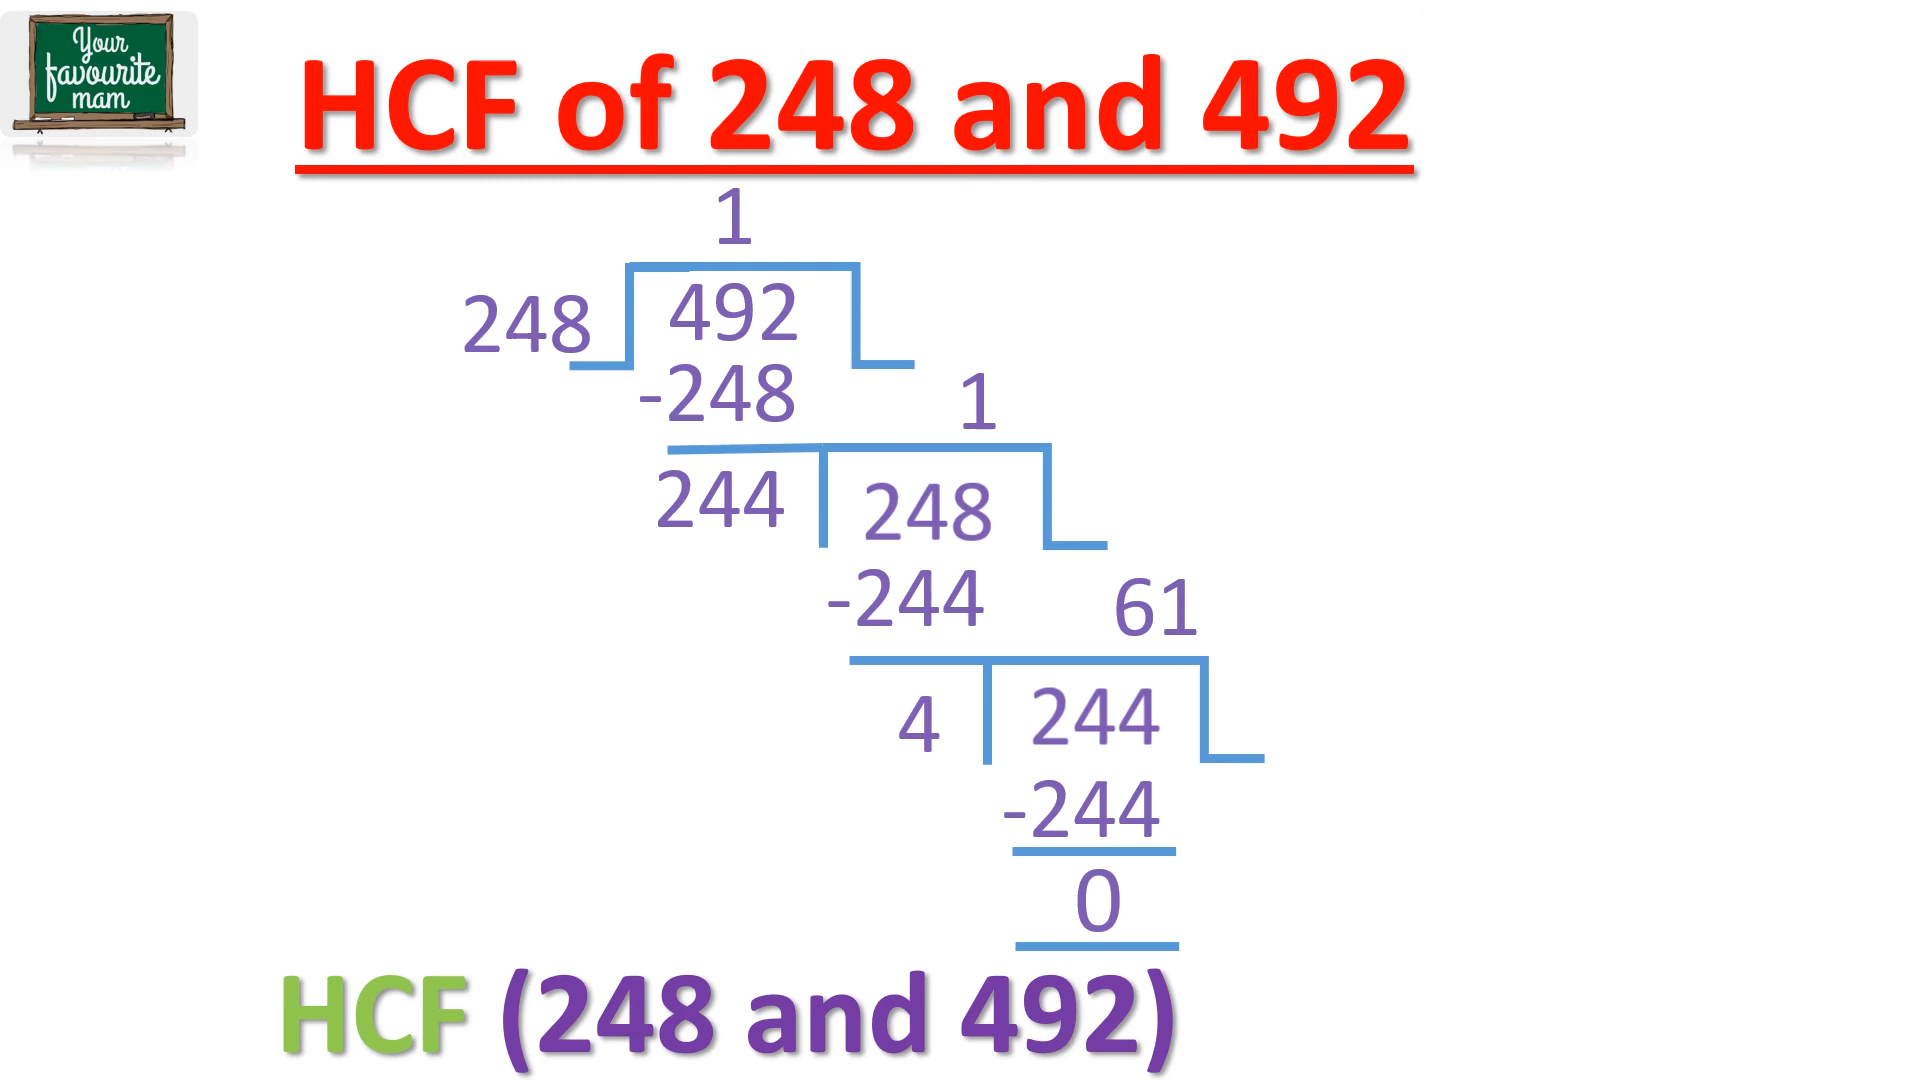 Your
favourite
mam
HCF of 248 and 492
1
248 492
-248
1
244 248
-244
61
4 244
-244
0
HCF (248 and 492)